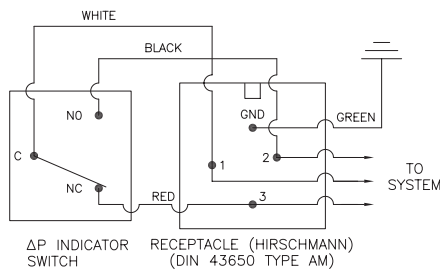 WHITE
BLACK
NO
GND
GREEN
C
1
2
NC
RED
3
TO
SYSTEM
ΔP INDICATOR
SWITCH
RECEPTACLE (HIRSCHMANN)
(DIN 43650 TYPE AM)